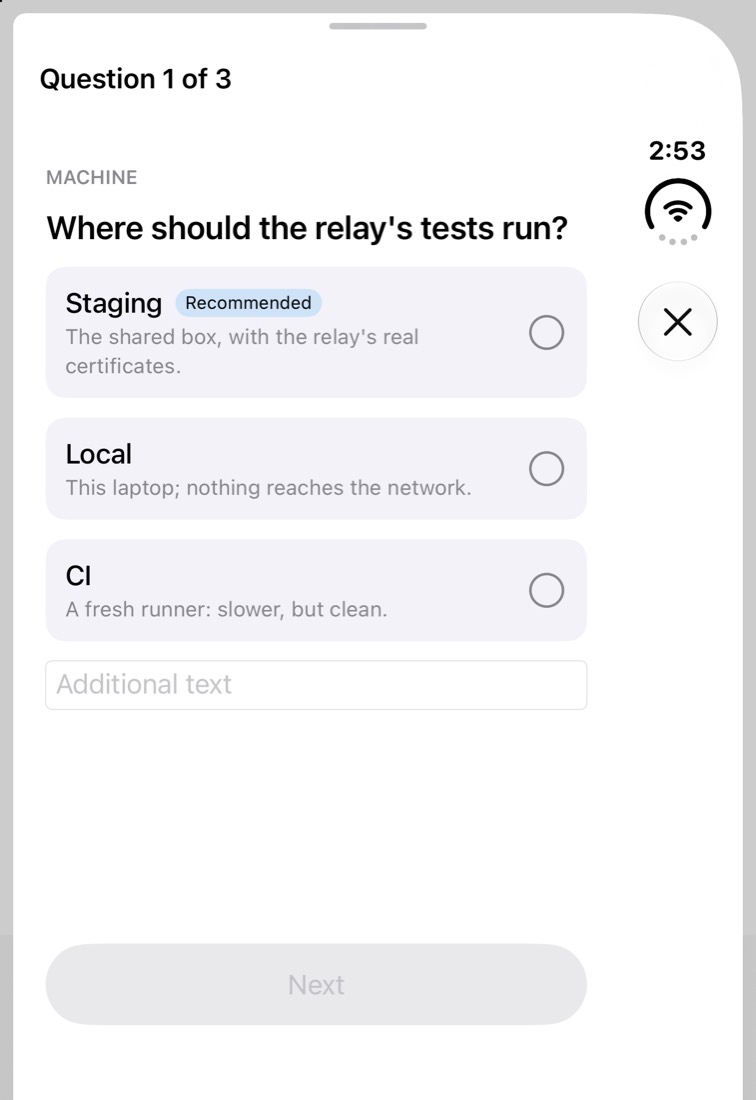 Question 1 of 3
2:53
MACHINE
Where should the relay's tests run?
Staging Recommended
The shared box, with the relay's real
certificates.
Local
This laptop; nothing reaches the network.
CI
A fresh runner: slower, but clean.
Additional text
Next